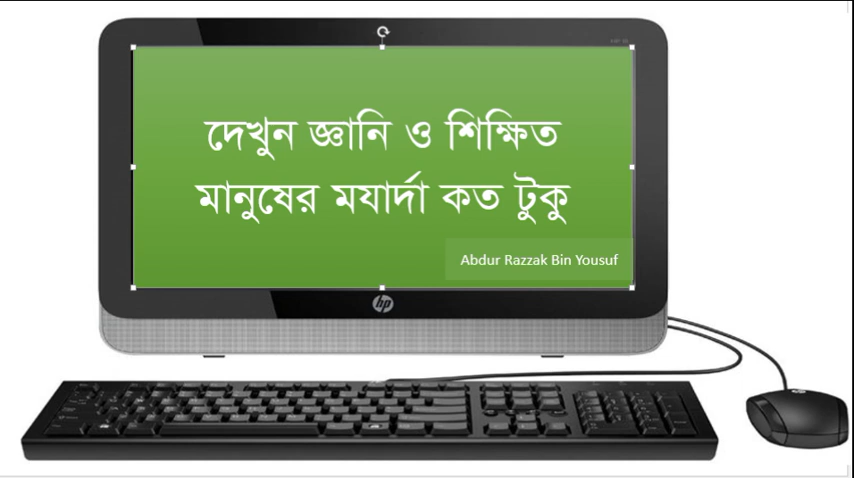 দেখুন জ্ঞানি ও শিক্ষিত
মানুষের মযার্দা কত টুকু
Abdur Razzak Bin Yousuf
hp